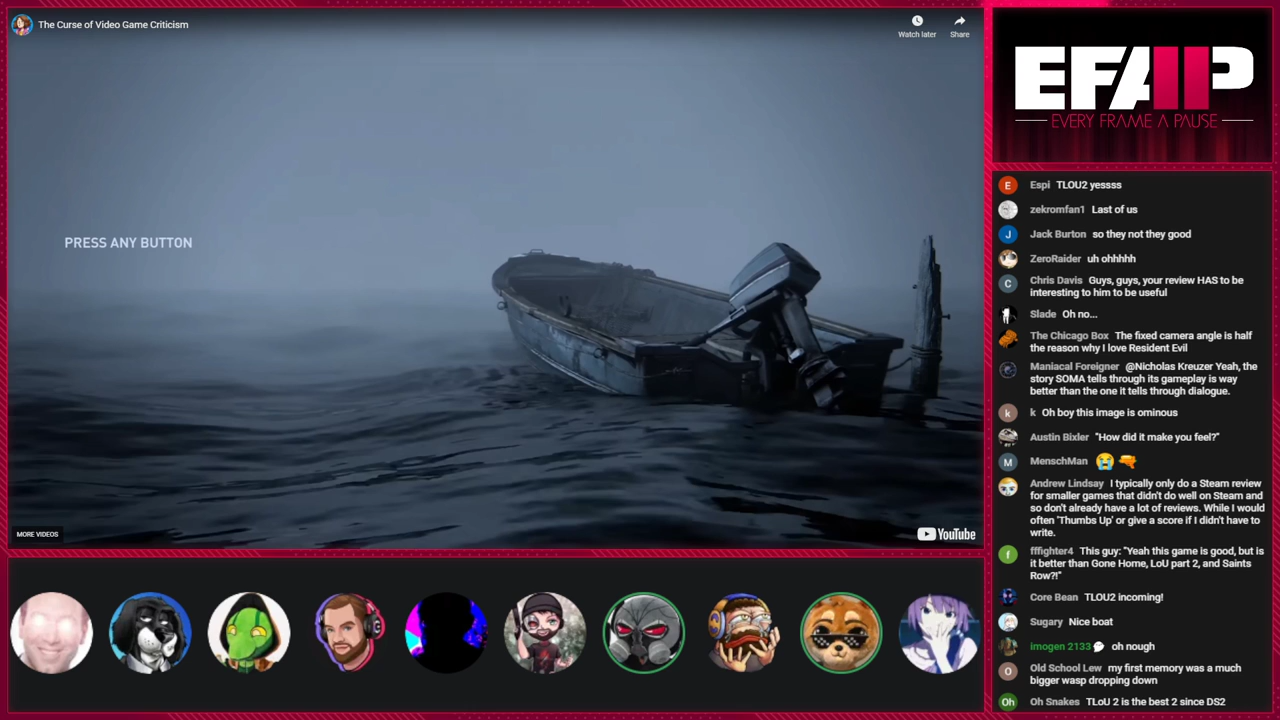 The Curse of Video Game Criticism
Watch later
Share
PRESS ANY BUTTON
MORE VIDEOS
YouTube
EFAP
EVERY FRAME A PAUSE
E
Espi TLOU2 yessss
zekromfan1 Last of us
J
Jack Burton so they not they good
ZeroRaider uh ohhhhh
C
Chris Davis Guys, guys, your review HAS to be
interesting to him to be useful
Slade Oh no...
The Chicago Box The fixed camera angle is half
the reason why I love Resident Evil
Maniacal Foreigner @Nicholas Kreuzer Yeah, the
story SOMA tells through its gameplay is way
better than the one it tells through dialogue.
k
k Oh boy this image is ominous
Austin Bixler "How did it make you feel?"
M
MenschMan 😭 🔫
Andrew Lindsay I typically only do a Steam review
for smaller games that didn't do well on Steam and
so don't already have a lot of reviews. While I would
often 'Thumbs Up' or give a score if I didn't have to
write.
f
fffighter4 This guy: "Yeah this game is good, but is
it better than Gone Home, LoU part 2, and Saints
Row?!"
Core Bean TLOU2 incoming!
Sugary Nice boat
imogen 2133 oh nough
O
Old School Lew my first memory was a much
bigger wasp dropping down
Oh
Oh Snakes TLoU 2 is the best 2 since DS2